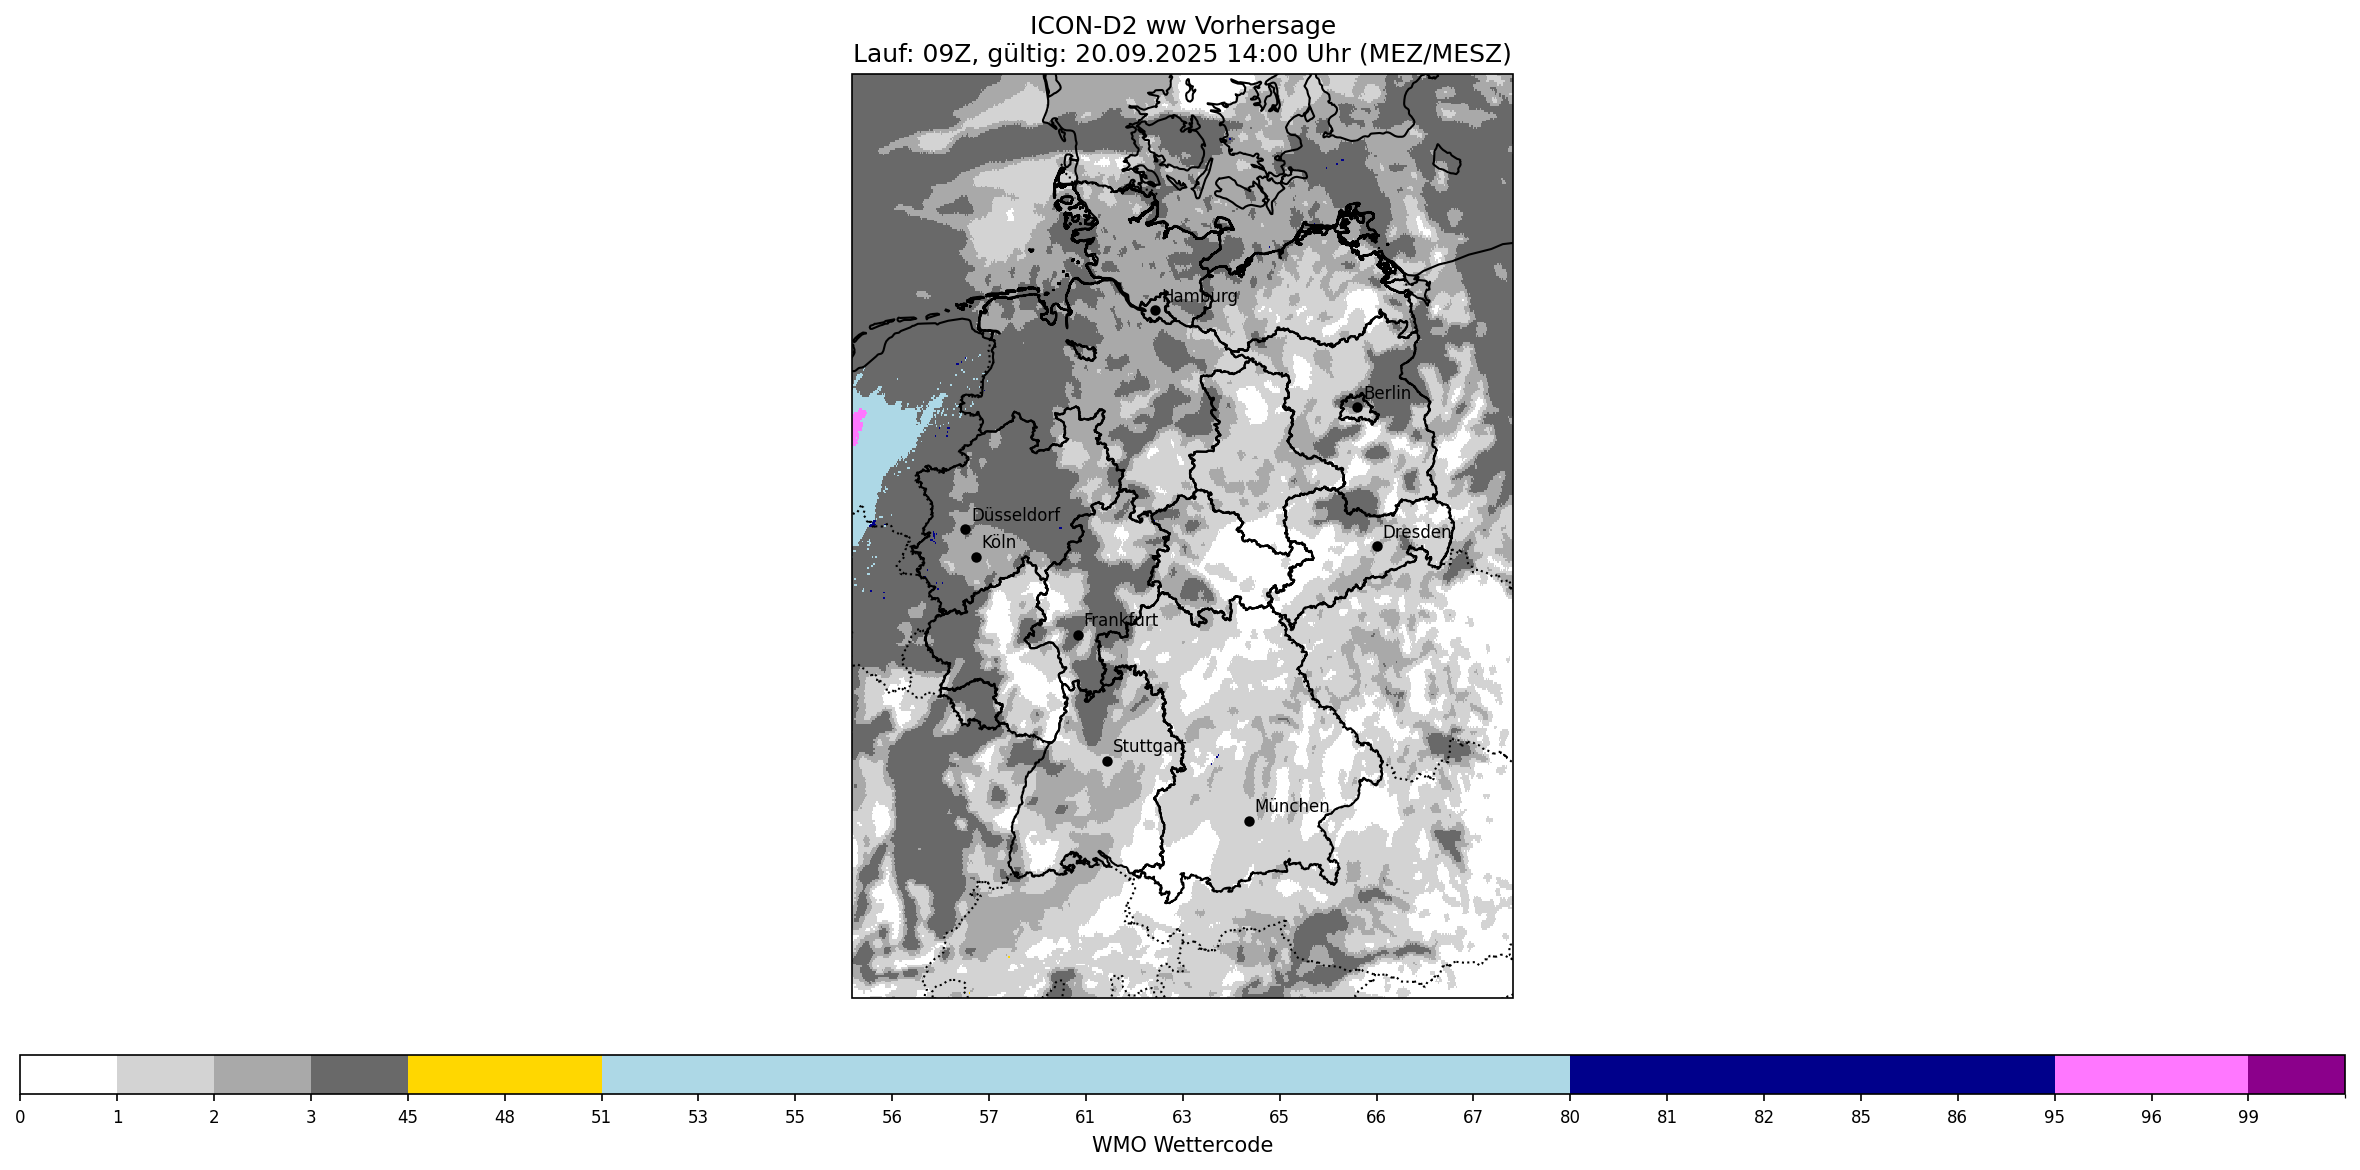 ICON-D2 ww Vorhersage
Lauf: 09Z, gültig: 20.09.2025 14:00 Uhr (MEZ/MESZ)
Hamburg
Berlin
Düsseldorf
Dresden
Köln
Frankfurt
Stuttgart
München
0 1 2 3 45 48 51 53 55 56 57 61 63 65 66 67 80 81 82 85 86 95 96 99
WMO Wettercode